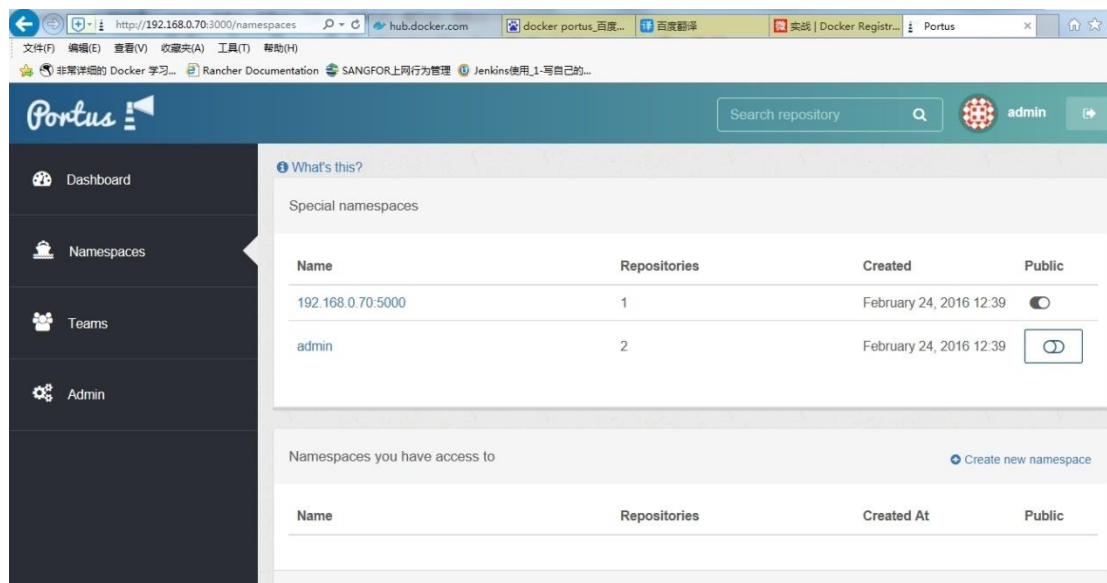 http://192.168.0.70:3000/namespaces
hub.docker.com
docker portus_百度...
百度翻译
实战 | Docker Registr...
Portus
文件(F) 编辑(E) 查看(V) 收藏夹(A) 工具(T) 帮助(H)
非常详细的 Docker 学习...
Rancher Documentation
SANGFOR上网行为管理
Jenkins使用_1-写自己的...
Portus
Search repository
admin
Dashboard
Namespaces
Teams
Admin
What's this?
Special namespaces
Name Repositories Created Public
192.168.0.70:5000 1 February 24, 2016 12:39
admin 2 February 24, 2016 12:39
Namespaces you have access to
Create new namespace
Name Repositories Created At Public